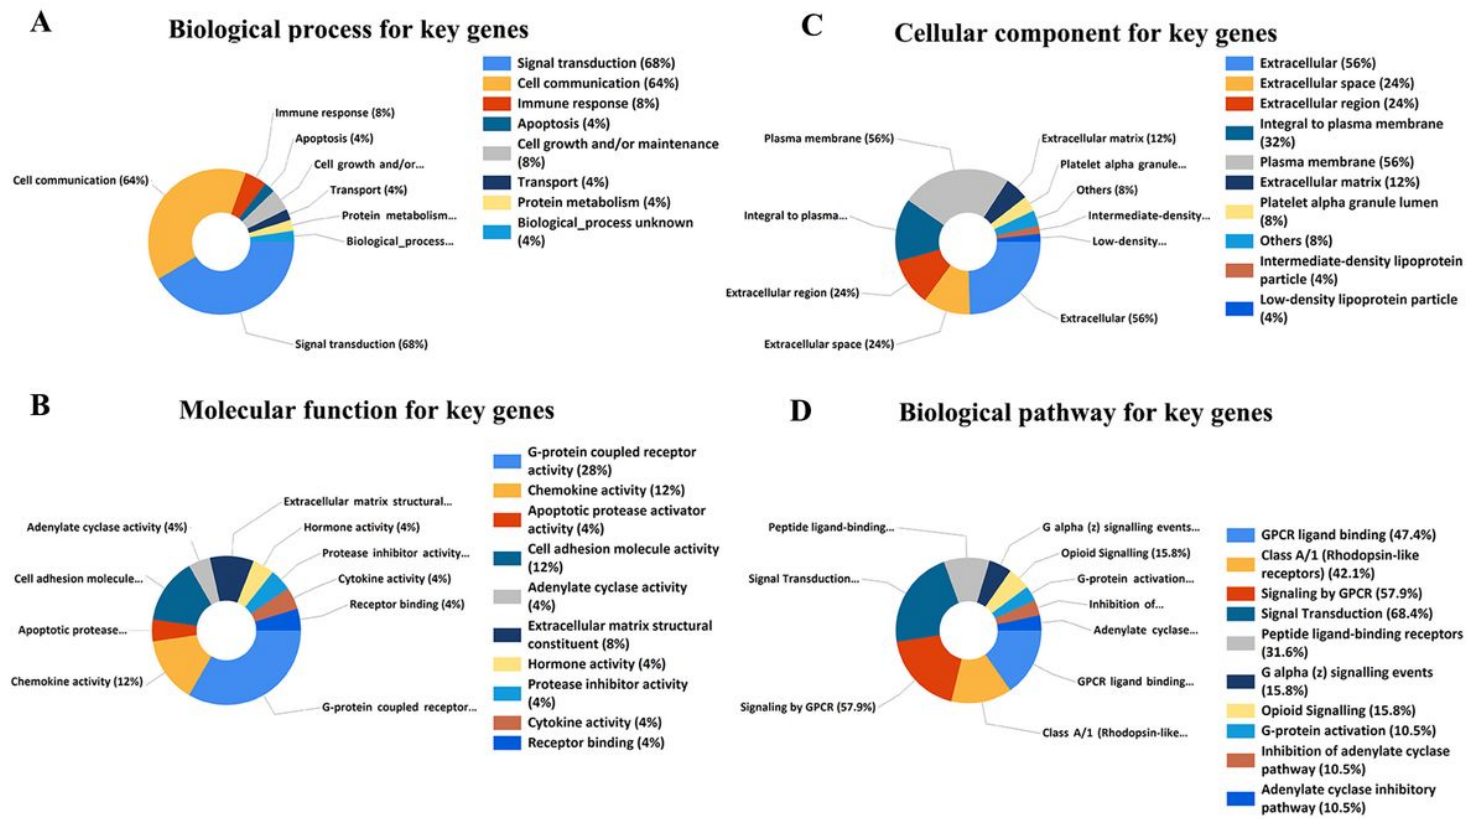 A
Biological process for key genes
Signal transduction (68%)
Cell communication (64%)
Immune response (8%)
Apoptosis (4%)
Cell growth and/or maintenance
(8%)
Transport (4%)
Protein metabolism (4%)
Biological_process unknown
(4%)
Immune response (8%)
Apoptosis (4%)
Cell growth and/or...
Transport (4%)
Protein metabolism...
Biological_process...
Cell communication (64%)
Signal transduction (68%)
C
Cellular component for key genes
Extracellular (56%)
Extracellular space (24%)
Extracellular region (24%)
Integral to plasma membrane
(32%)
Plasma membrane (56%)
Extracellular matrix (12%)
Platelet alpha granule lumen
(8%)
Others (8%)
Intermediate-density lipoprotein
particle (4%)
Low-density lipoprotein particle
(4%)
Plasma membrane (56%)
Extracellular matrix (12%)
Platelet alpha granule...
Others (8%)
Intermediate-density...
Low-density...
Integral to plasma...
Extracellular region (24%)
Extracellular (56%)
Extracellular space (24%)
B
Molecular function for key genes
G-protein coupled receptor
activity (28%)
Chemokine activity (12%)
Apoptotic protease activator
activity (4%)
Cell adhesion molecule activity
(12%)
Adenylate cyclase activity
(4%)
Extracellular matrix structural
constituent (8%)
Hormone activity (4%)
Protease inhibitor activity
(4%)
Cytokine activity (4%)
Receptor binding (4%)
Extracellular matrix structural...
Adenylate cyclase activity (4%)
Hormone activity (4%)
Protease inhibitor activity...
Cell adhesion molecule...
Cytokine activity (4%)
Receptor binding (4%)
Apoptotic protease...
Chemokine activity (12%)
G-protein coupled receptor...
D
Biological pathway for key genes
GPCR ligand binding (47.4%)
Class A/1 (Rhodopsin-like
receptors) (42.1%)
Signaling by GPCR (57.9%)
Signal Transduction (68.4%)
Peptide ligand-binding receptors
(31.6%)
G alpha (z) signalling events
(15.8%)
Opioid Signalling (15.8%)
G-protein activation (10.5%)
Inhibition of adenylate cyclase
pathway (10.5%)
Adenylate cyclase inhibitory
pathway (10.5%)
Peptide ligand-binding...
G alpha (z) signalling events...
Opioid Signalling (15.8%)
Signal Transduction...
G-protein activation...
Inhibition of...
Adenylate cyclase...
GPCR ligand binding...
Signaling by GPCR (57.9%)
Class A/1 (Rhodopsin-like...